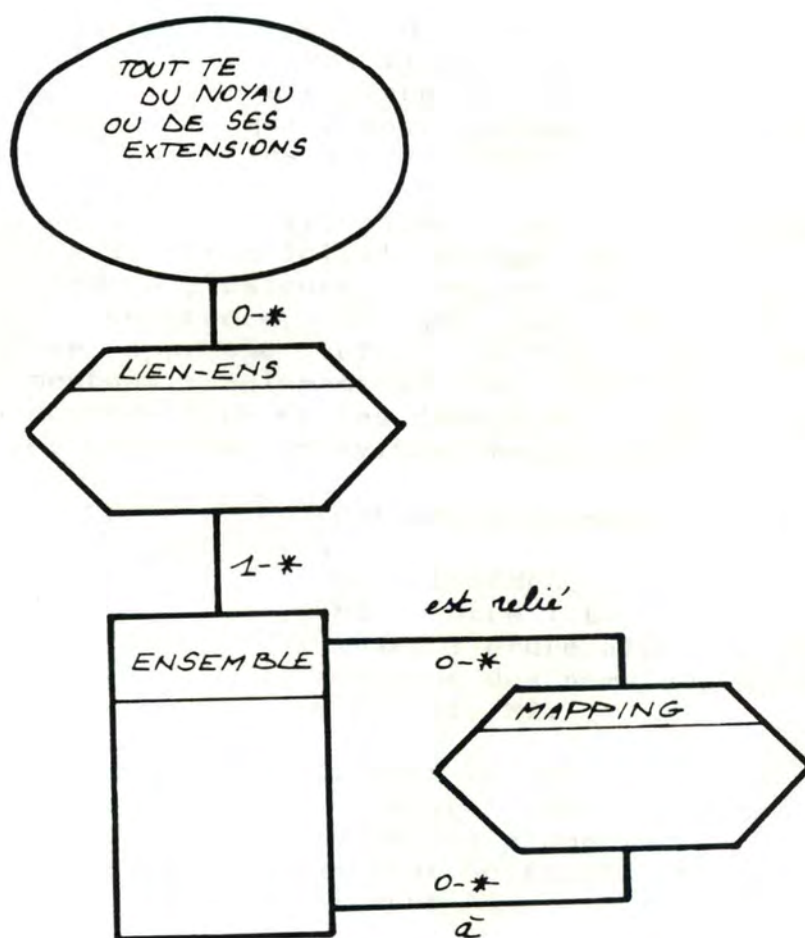 TOUT TE
DU NOYAU
OU DE SES
EXTENSIONS
0-*
LIEN-ENS
1-*
est relié
ENSEMBLE
0-*
MAPPING
0-*
à